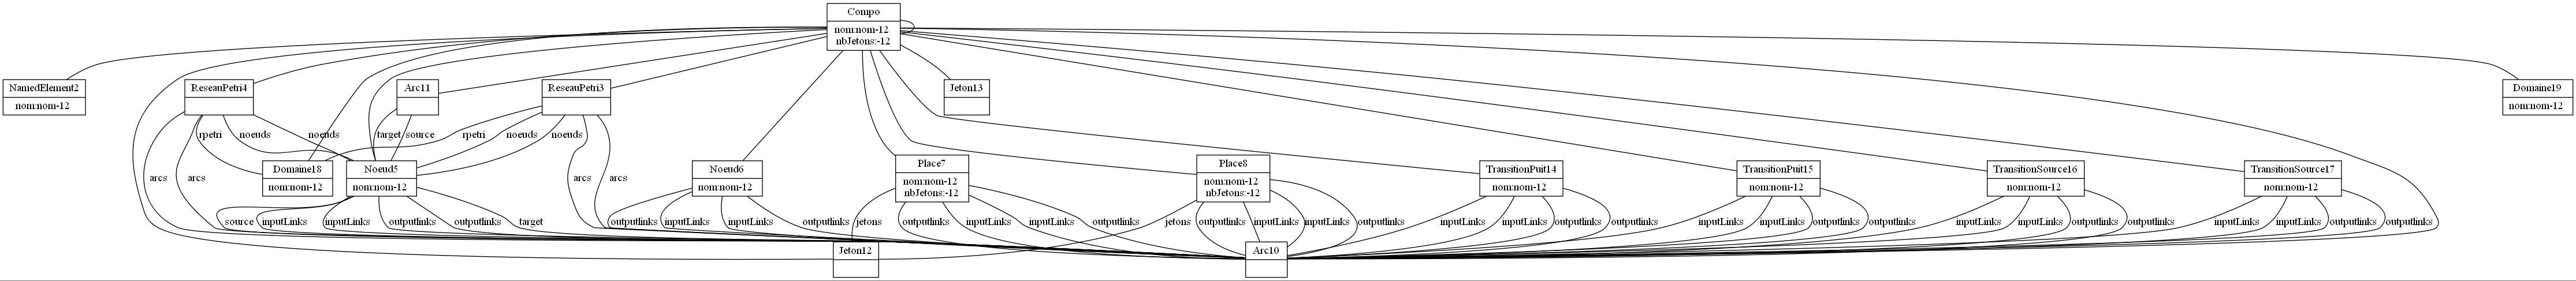 Compo
nom:nom-12
nbJetons:-12
NamedElement2
nom:nom-12
ReseauPetri4
Arc11
ReseauPetri3
Jeton13
Domaine19
nom:nom-12
rpetri
noeuds
noeuds
target
source
rpetri
noeuds
noeuds
arcs
arcs
Domaine18
nom:nom-12
Noeud5
nom:nom-12
arcs
arcs
Noeud6
nom:nom-12
Place7
nom:nom-12
nbJetons:-12
Place8
nom:nom-12
nbJetons:-12
TransitionPuit14
nom:nom-12
TransitionPuit15
nom:nom-12
TransitionSource16
nom:nom-12
TransitionSource17
nom:nom-12
source
inputLinks
inputLinks
outputlinks
outputlinks
target
outputlinks
inputLinks
inputLinks
outputlinks
jetons
outputlinks
inputLinks
inputLinks
outputlinks
jetons
outputlinks
inputLinks
inputLinks
outputlinks
inputLinks
inputLinks
outputlinks
outputlinks
inputLinks
inputLinks
outputlinks
outputlinks
inputLinks
inputLinks
outputlinks
outputlinks
inputLinks
inputLinks
outputlinks
outputlinks
Jeton12
Arc10